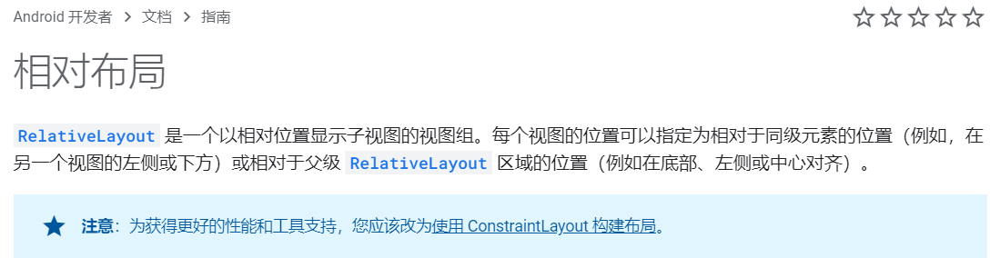 Android 开发者 > 文档 > 指南
相对布局
RelativeLayout 是一个以相对位置显示子视图的视图组。每个视图的位置可以指定为相对于同级元素的位置（例如，在
另一个视图的左侧或下方）或相对于父级 RelativeLayout 区域的位置（例如在底部、左侧或中心对齐）。
注意：为获得更好的性能和工具支持，您应该改为使用 ConstraintLayout 构建布局。